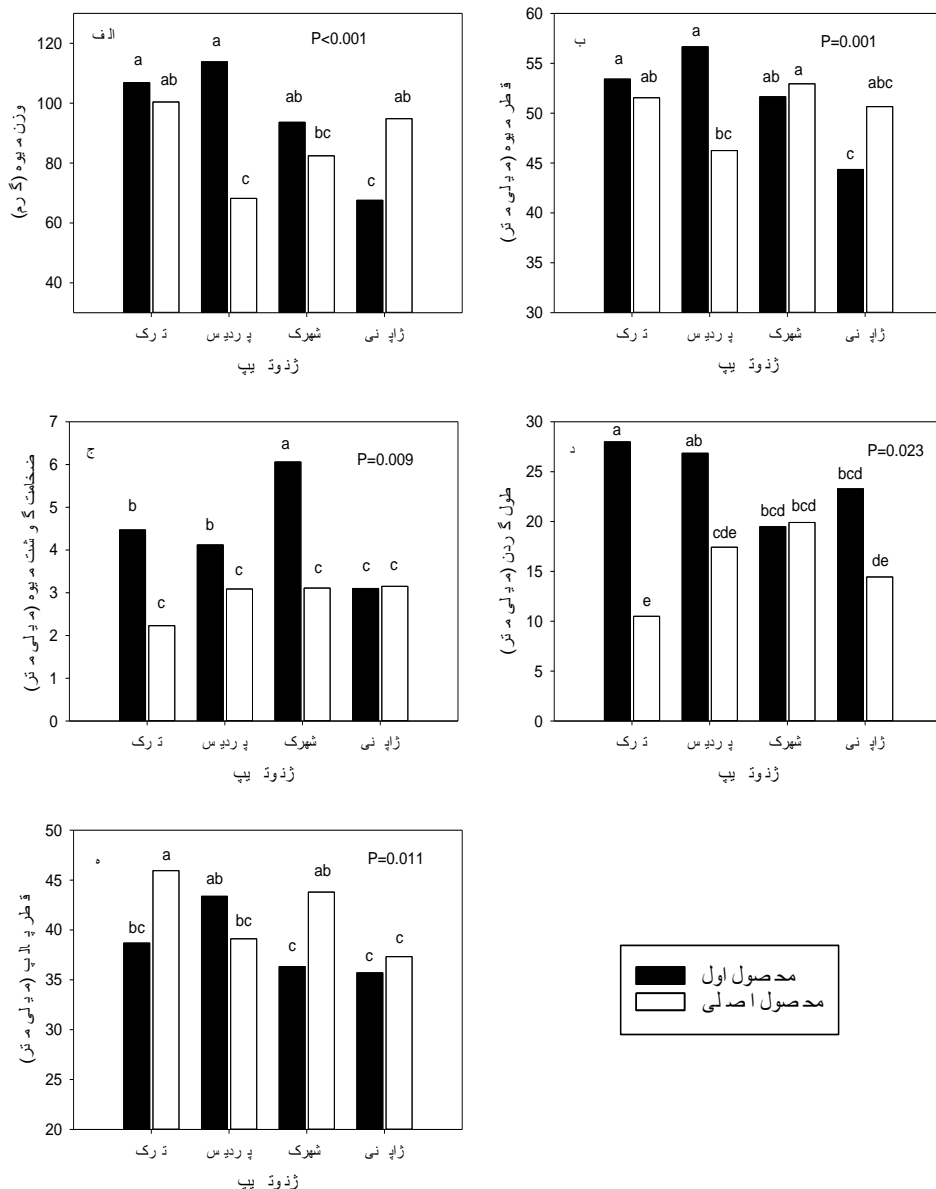 الف
P<0.001
وزن میوه (گرم)
120
100
80
60
40
a
ab
a
c
ab
bc
c
ab
ترک
پردیس
شهرک
ژاپنی
ژنوتیپ
ب
P=0.001
قطر میوه (میلی متر)
60
55
50
45
40
35
30
a
ab
a
bc
ab
a
c
abc
ترک
پردیس
شهرک
ژاپنی
ژنوتیپ
ج
P=0.009
ضخامت گوشت میوه (میلی متر)
7
6
5
4
3
2
1
0
b
c
b
c
a
c
c
c
ترک
پردیس
شهرک
ژاپنی
ژنوتیپ
د
P=0.023
طول گردن (میلی متر)
30
25
20
15
10
5
0
a
e
ab
cde
bcd
bcd
bcd
de
ترک
پردیس
شهرک
ژاپنی
ژنوتیپ
ه
P=0.011
قطر پالپ (میلی متر)
50
45
40
35
30
25
20
bc
a
ab
bc
c
ab
c
c
ترک
پردیس
شهرک
ژاپنی
ژنوتیپ
محصول اول
محصول اصلی